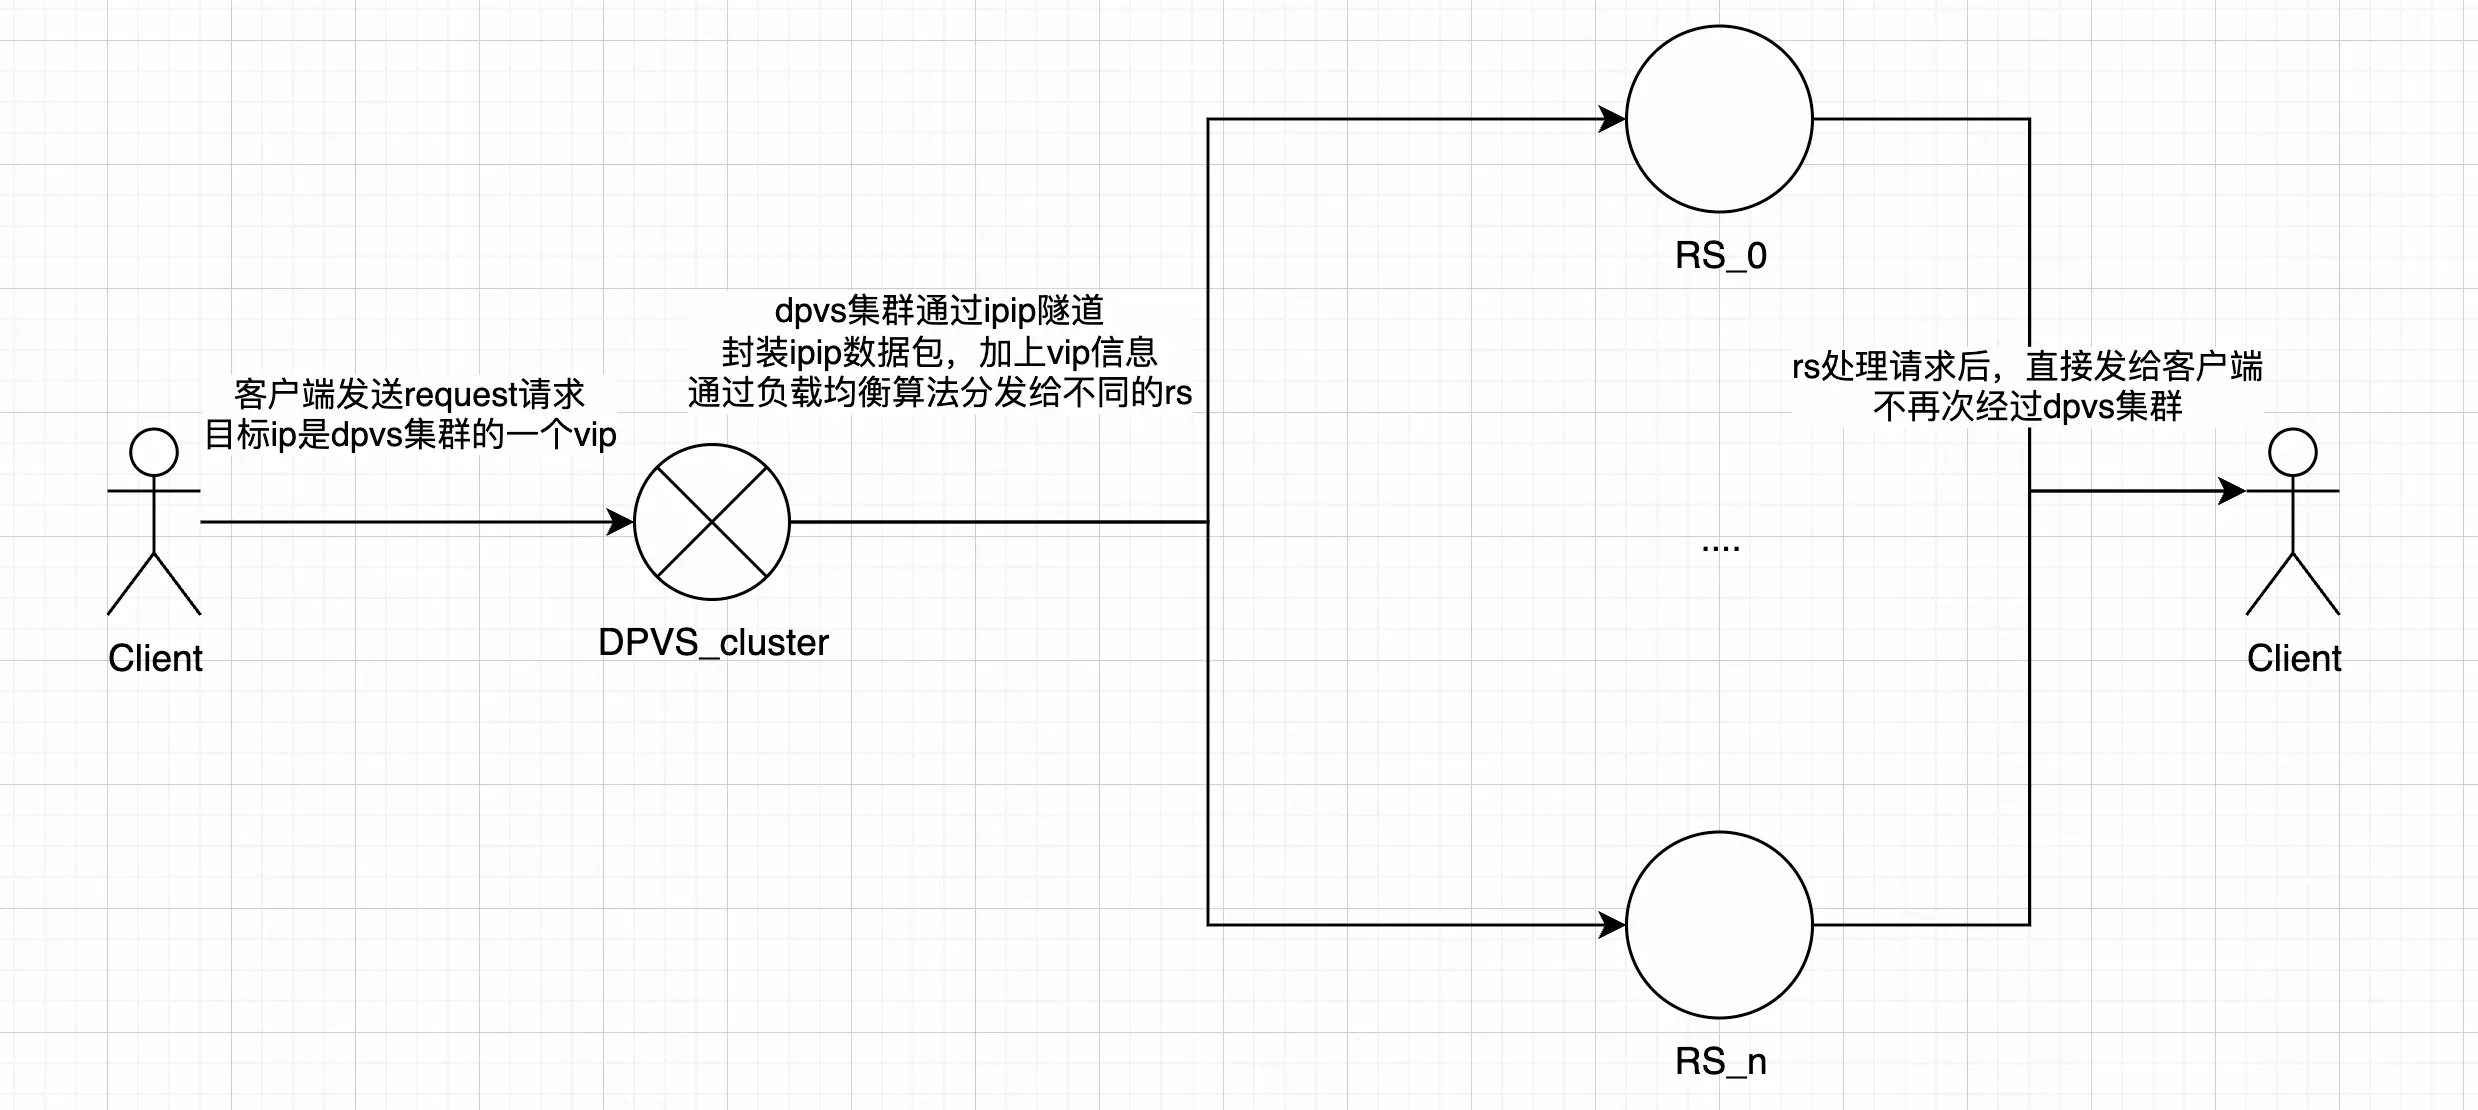 客户端发送request请求
目标ip是dpvs集群的一个vip
Client
dpvs集群通过ipip隧道
封装ipip数据包，加上vip信息
通过负载均衡算法分发给不同的rs
DPVS_cluster
RS_0
....
RS_n
rs处理请求后，直接发给客户端
不再次经过dpvs集群
Client